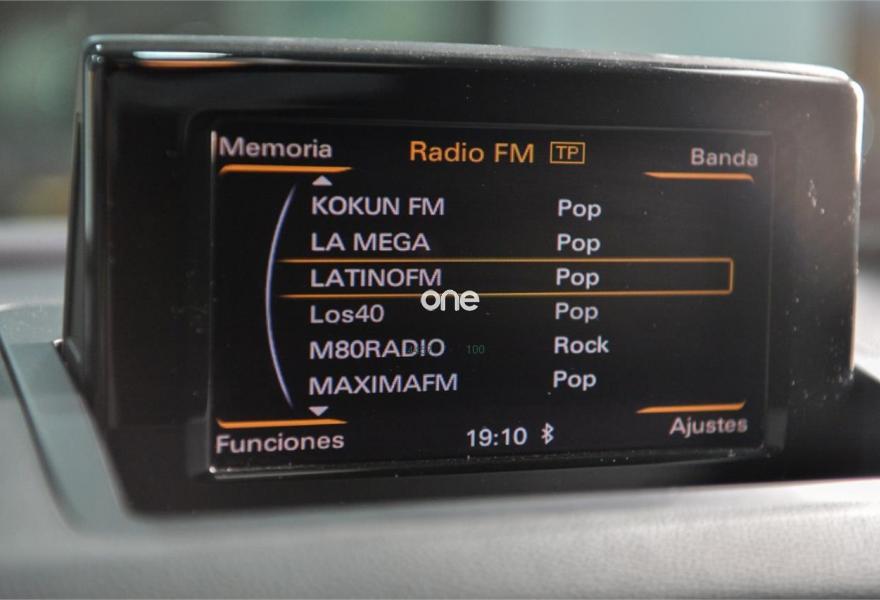 Memoria Radio FM TP Banda
KOKUN FM Pop
LA MEGA Pop
LATINOFM Pop
one
Los40 Pop
M80RADIO 100 Rock
MAXIMAFM Pop
Funciones 19:10 Ajustes